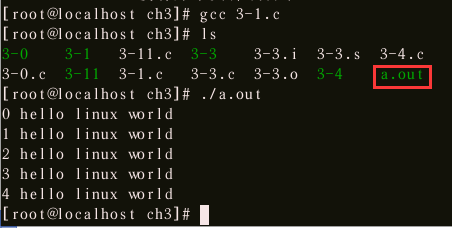 [root@localhost ch3]# gcc 3-1.c
[root@localhost ch3]# ls
3-0 3-1 3-11.c 3-3 3-3.i 3-3.s 3-4.c
3-0.c 3-11 3-1.c 3-3.c 3-3.o 3-4 a.out
[root@localhost ch3]# ./a.out
0 hello linux world
1 hello linux world
2 hello linux world
3 hello linux world
4 hello linux world
[root@localhost ch3]#